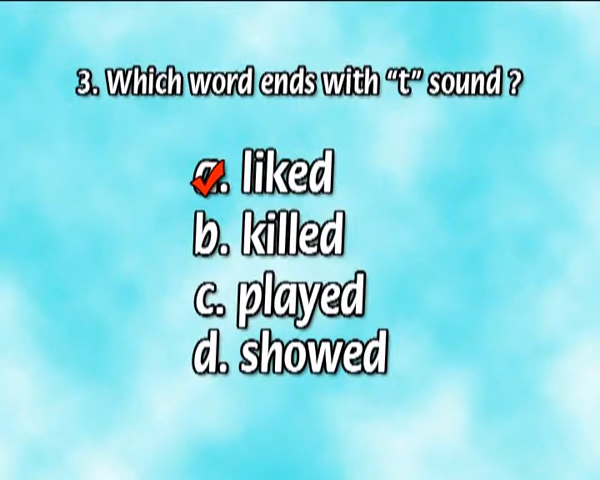 3. Which word ends with “t” sound ?
a. liked
b. killed
c. played
d. showed